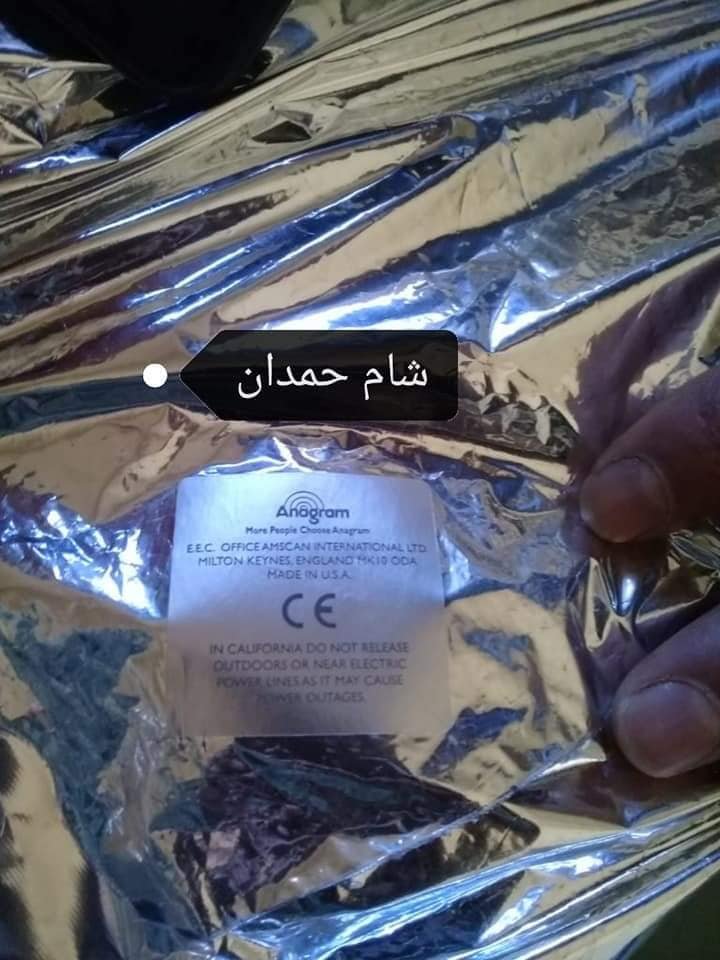 شام حمدان
Anagram
More People Choose Anagram
E.E.C. OFFICE AMSCAN INTERNATIONAL LTD
MILTON KEYNES, ENGLAND MK10 ODA
MADE IN U.S.A.
CE
IN CALIFORNIA DO NOT RELEASE
OUTDOORS OR NEAR ELECTRIC
POWER LINES AS IT MAY CAUSE
POWER OUTAGES.